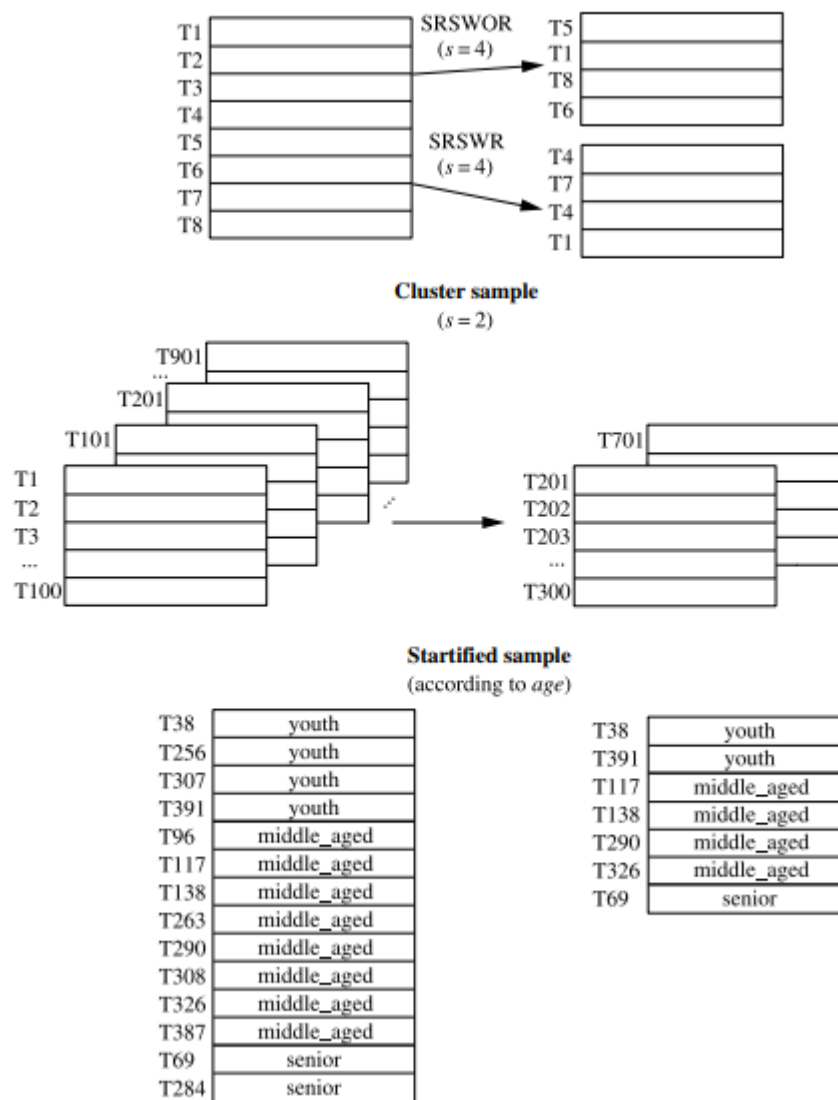 T1
T2
T3
T4
T5
T6
T7
T8
SRSWOR
(s = 4)
T5
T1
T8
T6
SRSWR
(s = 4)
T4
T7
T4
T1
Cluster sample
(s = 2)
T901
...
T201
T101
T1
T2
T3
...
T100
T701
T201
T202
T203
...
T300
Startified sample
(according to age)
T38 youth
T256 youth
T307 youth
T391 youth
T96 middle_aged
T117 middle_aged
T138 middle_aged
T263 middle_aged
T290 middle_aged
T308 middle_aged
T326 middle_aged
T387 middle_aged
T69 senior
T284 senior
T38 youth
T391 youth
T117 middle_aged
T138 middle_aged
T290 middle_aged
T326 middle_aged
T69 senior